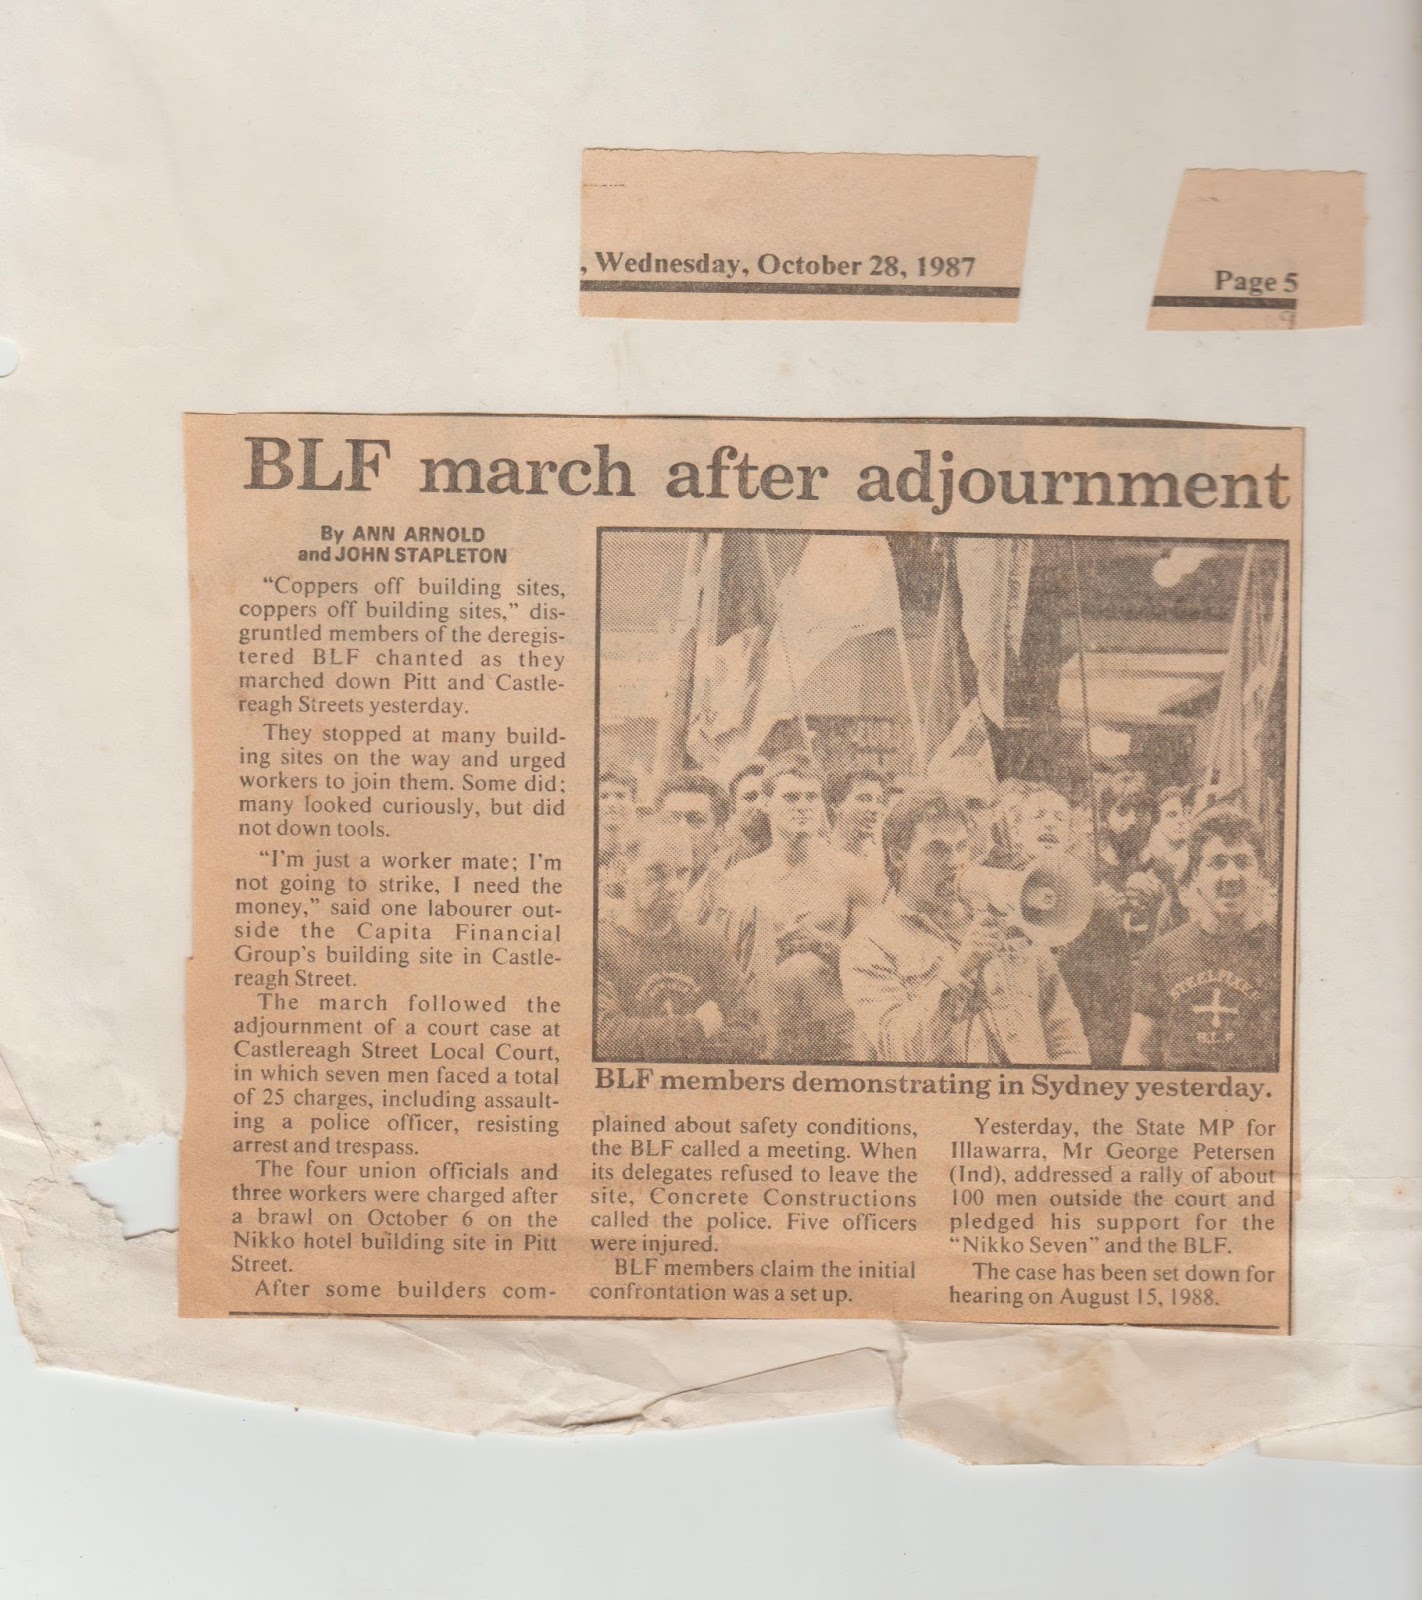 , Wednesday, October 28, 1987
Page 5
BLF march after adjournment
By ANN ARNOLD
and JOHN STAPLETON
“Coppers off building sites,
coppers off building sites,” dis-
gruntled members of the deregis-
tered BLF chanted as they
marched down Pitt and Castle-
reagh Streets yesterday.
They stopped at many build-
ing sites on the way and urged
workers to join them. Some did;
many looked curiously, but did
not down tools.
“I'm just a worker mate; I'm
not going to strike, I need the
money,” said one labourer out-
side the Capita Financial
Group's building site in Castle-
reagh Street.
The march followed the
adjournment of a court case at
Castlereagh Street Local Court,
in which seven men faced a total
of 25 charges, including assault-
ing a police officer, resisting
arrest and trespass.
The four union officials and
three workers were charged after
a brawl on October 6 on the
Nikko hotel building site in Pitt
Street.
After some builders com-
BLF members demonstrating in Sydney yesterday.
plained about safety conditions,
the BLF called a meeting. When
its delegates refused to leave the
site, Concrete Constructions
called the police. Five officers
were injured.
BLF members claim the initial
confrontation was a set up.
Yesterday, the State MP for
Illawarra, Mr George Petersen
(Ind), addressed a rally of about
100 men outside the court and
pledged his support for the
“Nikko Seven” and the BLF.
The case has been set down for
hearing on August 15, 1988.
B.L.F